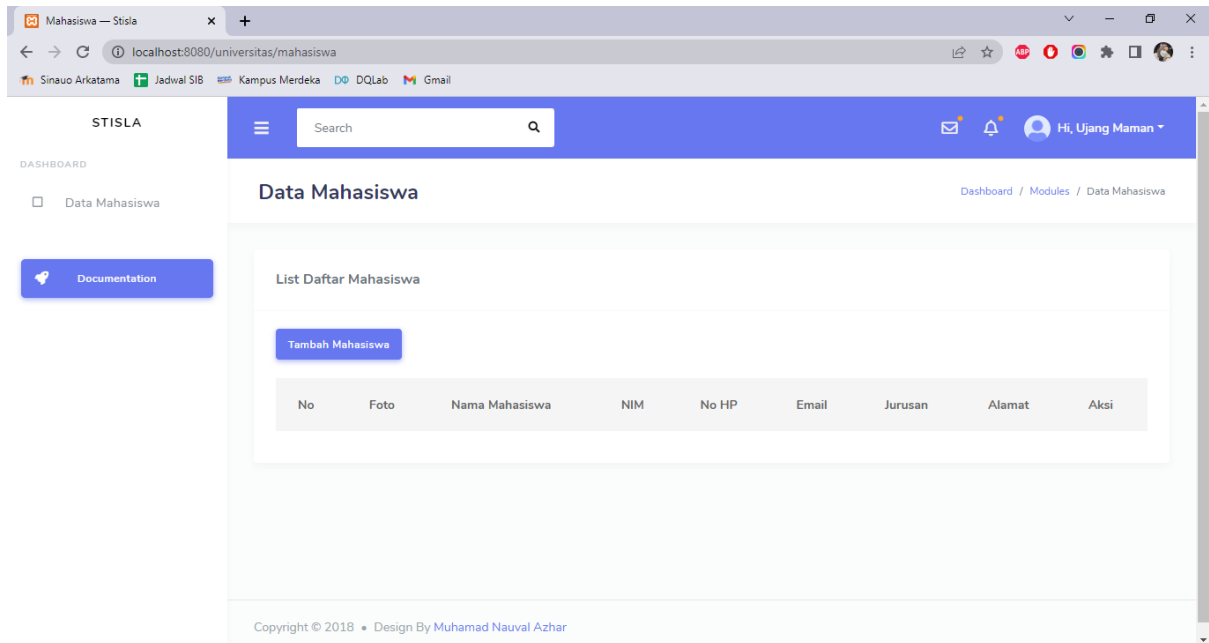 Mahasiswa — Stisla
localhost:8080/universitas/mahasiswa
ABP
Sinauo Arkatama Jadwal SIB Kampus Merdeka DQLab Gmail
STISLA
Search
Hi, Ujang Maman
DASHBOARD
Data Mahasiswa
Documentation
Data Mahasiswa
Dashboard / Modules / Data Mahasiswa
List Daftar Mahasiswa
Tambah Mahasiswa
No Foto Nama Mahasiswa NIM No HP Email Jurusan Alamat Aksi
Copyright © 2018 • Design By Muhamad Nauval Azhar